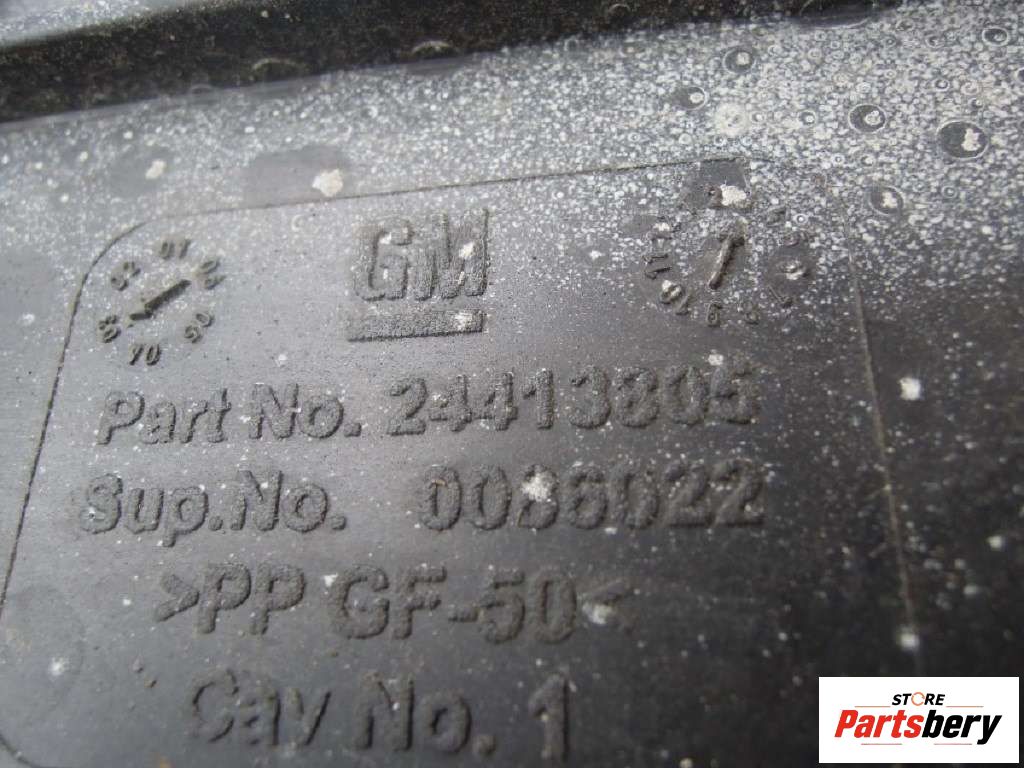 GM
Part No. 24413805
Sup.No. 0086022
>PP GF-50<
Cav No. 1
STORE
Partsbery